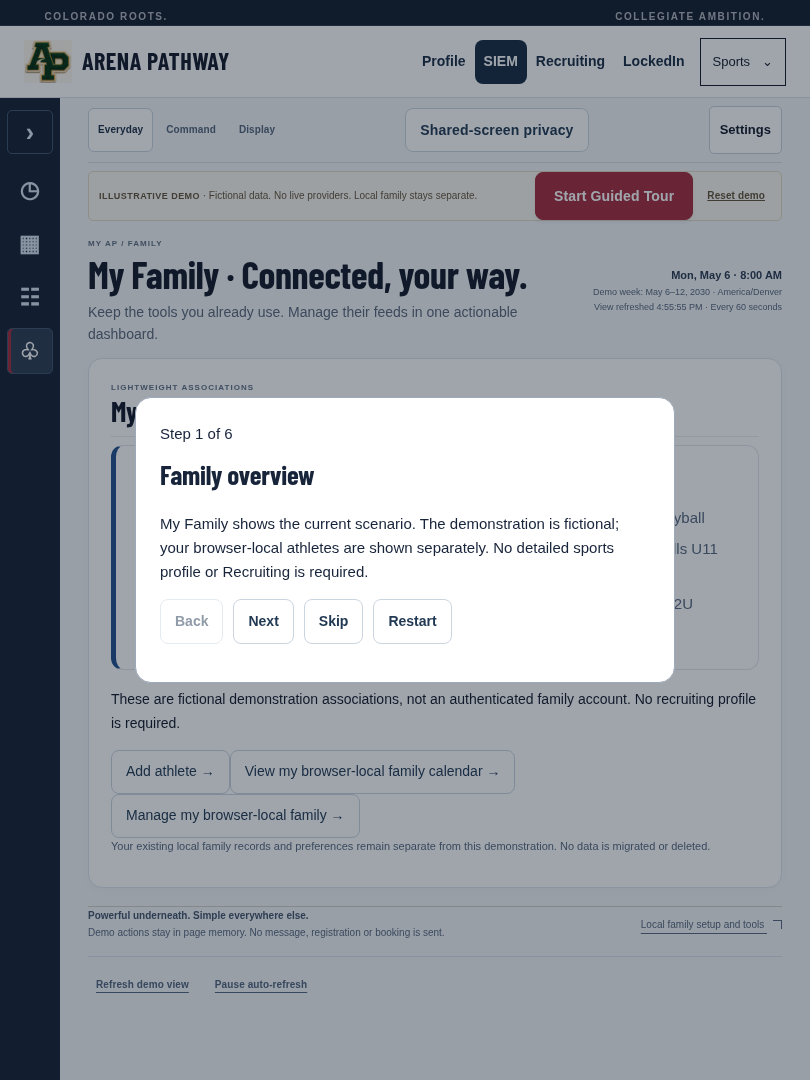 COLORADO ROOTS.
COLLEGIATE AMBITION.
AP
ARENA PATHWAY
Profile
SIEM
Recruiting
LockedIn
Sports
Everyday
Command
Display
Shared-screen privacy
Settings
ILLUSTRATIVE DEMO · Fictional data. No live providers. Local family stays separate.
Start Guided Tour
Reset demo
MY AP / FAMILY
My Family · Connected, your way.
Keep the tools you already use. Manage their feeds in one actionable
dashboard.
Mon, May 6 · 8:00 AM
Demo week: May 6–12, 2030 · America/Denver
View refreshed 4:55:55 PM · Every 60 seconds
LIGHTWEIGHT ASSOCIATIONS
My
Step 1 of 6
Family overview
My Family shows the current scenario. The demonstration is fictional;
your browser-local athletes are shown separately. No detailed sports
profile or Recruiting is required.
Back
Next
Skip
Restart
yball
lls U11
2U
These are fictional demonstration associations, not an authenticated family account. No recruiting profile
is required.
Add athlete →
View my browser-local family calendar →
Manage my browser-local family →
Your existing local family records and preferences remain separate from this demonstration. No data is migrated or deleted.
Powerful underneath. Simple everywhere else.
Demo actions stay in page memory. No message, registration or booking is sent.
Local family setup and tools
Refresh demo view
Pause auto-refresh